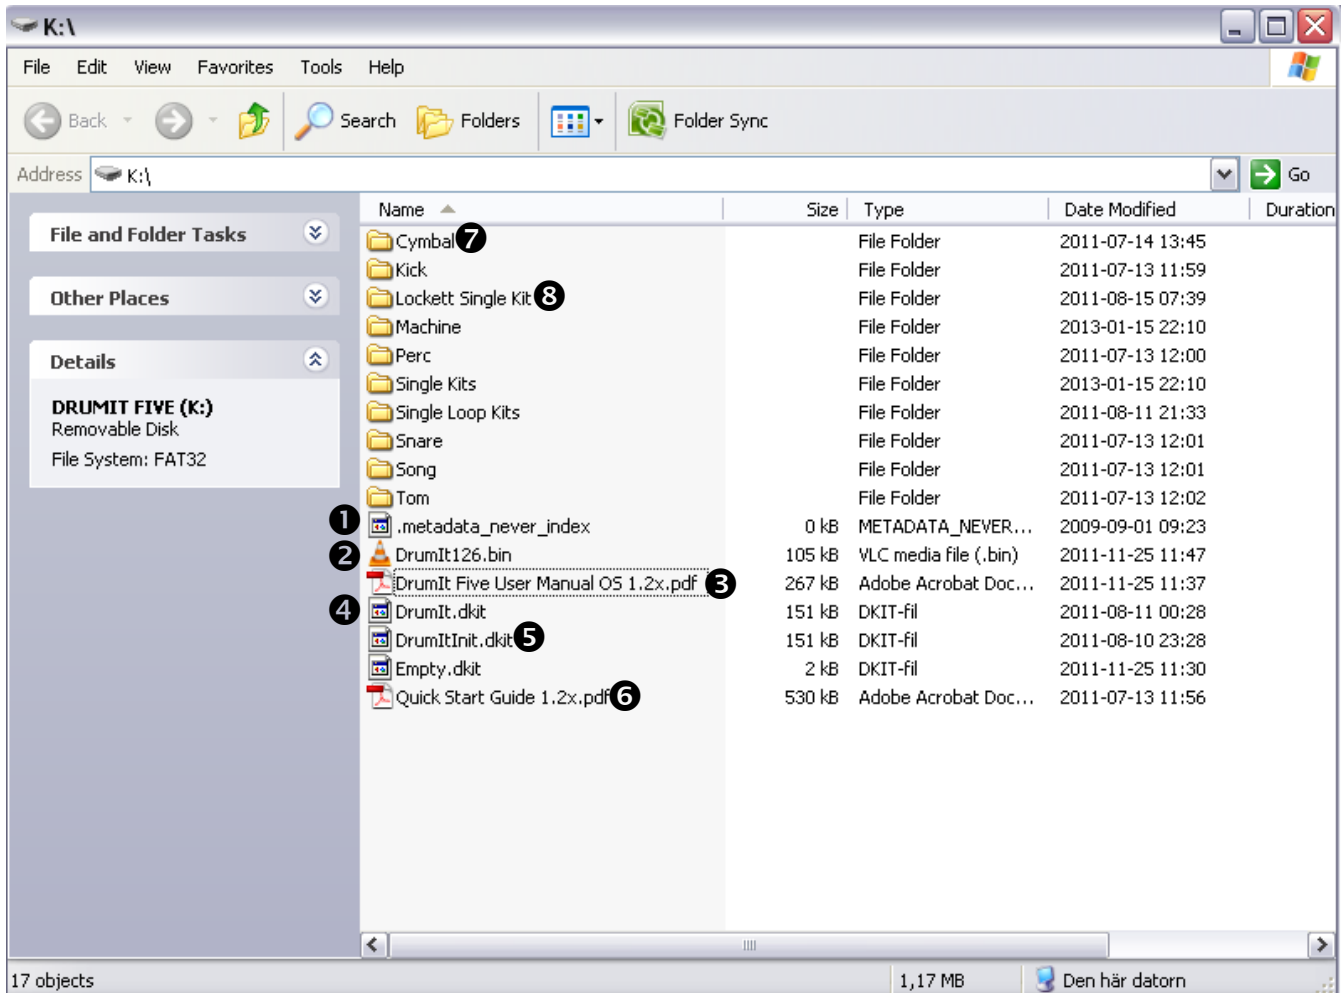 K:\
File Edit View Favorites Tools Help
Back Search Folders Folder Sync
Address K:\ Go
File and Folder Tasks
Other Places
Details
DRUMIT FIVE (K:)
Removable Disk
File System: FAT32
Name Size Type Date Modified Duration
Cymbal ❼ File Folder 2011-07-14 13:45
Kick File Folder 2011-07-13 11:59
Lockett Single Kit ❽ File Folder 2011-08-15 07:39
Machine File Folder 2013-01-15 22:10
Perc File Folder 2011-07-13 12:00
Single Kits File Folder 2013-01-15 22:10
Single Loop Kits File Folder 2011-08-11 21:33
Snare File Folder 2011-07-13 12:01
Song File Folder 2011-07-13 12:01
Tom File Folder 2011-07-13 12:02
❶ .metadata_never_index 0 kB METADATA_NEVER... 2009-09-01 09:23
❷ DrumIt126.bin 105 kB VLC media file (.bin) 2011-11-25 11:47
DrumIt Five User Manual OS 1.2x.pdf ❸ 267 kB Adobe Acrobat Doc... 2011-11-25 11:37
❹ DrumIt.dkit 151 kB DKIT-fil 2011-08-11 00:28
DrumItInit.dkit ❺ 151 kB DKIT-fil 2011-08-10 23:28
Empty.dkit 2 kB DKIT-fil 2011-11-25 11:30
Quick Start Guide 1.2x.pdf ❻ 530 kB Adobe Acrobat Doc... 2011-07-13 11:56
17 objects 1,17 MB Den här datorn